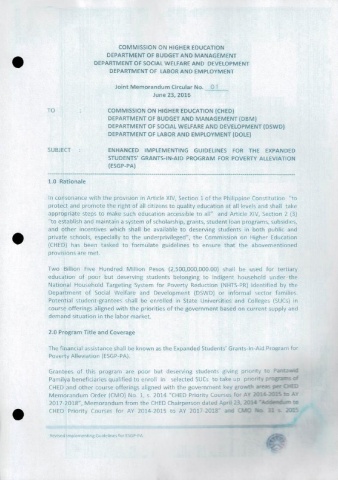 COMMISSION ON HIGHER EDUCATION
DEPARTMENT OF BUDGET AND MANAGEMENT
DEPARTMENT OF SOCIAL WELFARE AND DEVELOPMENT
DEPARTMENT OF LABOR AND EMPLOYMENT
Joint Memorandum Circular No. 01
June 23, 2016
TO : COMMISSION ON HIGHER EDUCATION (CHED)
DEPARTMENT OF BUDGET AND MANAGEMENT (DBM)
DEPARTMENT OF SOCIAL WELFARE AND DEVELOPMENT (DSWD)
DEPARTMENT OF LABOR AND EMPLOYMENT (DOLE)
SUBJECT : ENHANCED IMPLEMENTING GUIDELINES FOR THE EXPANDED
STUDENTS' GRANTS-IN-AID PROGRAM FOR POVERTY ALLEVIATION
(ESGP-PA)
1.0 Rationale
In consonance with the provision in Article XIV, Section 1 of the Philippine Constitution "to
protect and promote the right of all citizens to quality education at all levels and shall take
appropriate steps to make such education accessible to all" and Article XIV, Section 2 (3)
"to establish and maintain a system of scholarship, grants, student loan programs, subsidies,
and other incentives which shall be available to deserving students in both public and
private schools, especially to the underprivileged", the Commission on Higher Education
(CHED) has been tasked to formulate guidelines to ensure that the abovementioned
provisions are met.
Two Billion Five Hundred Million Pesos (2,500,000,000.00) shall be used for tertiary
education of poor but deserving students belonging to indigent household under the
National Household Targeting System for Poverty Reduction (NHTS-PR) identified by the
Department of Social Welfare and Development (DSWD) or informal sector families.
Potential student-grantees shall be enrolled in State Universities and Colleges (SUCs) in
course offerings aligned with the priorities of the government based on current supply and
demand situation in the labor market.
2.0 Program Title and Coverage
The financial assistance shall be known as the Expanded Students' Grants-in-Aid Program for
Poverty Alleviation (ESGP-PA).
Grantees of this program are poor but deserving students giving priority to Pantawid
Pamilya beneficiaries qualified to enroll in selected SUCs to take-up priority programs of
CHED and other course offerings aligned with the government key growth areas per CHED
Memorandum Order (CMO) No. 1, s. 2014 "CHED Priority Courses for AY 2014-2015 to AY
2017-2018", Memorandum from the CHED Chairperson dated April 23, 2014 "Addendum to
CHED Priority Courses for AY 2014-2015 to AY 2017-2018" and CMO No. 32 s. 2005
Revised Implementing Guidelines for ESGP-PA